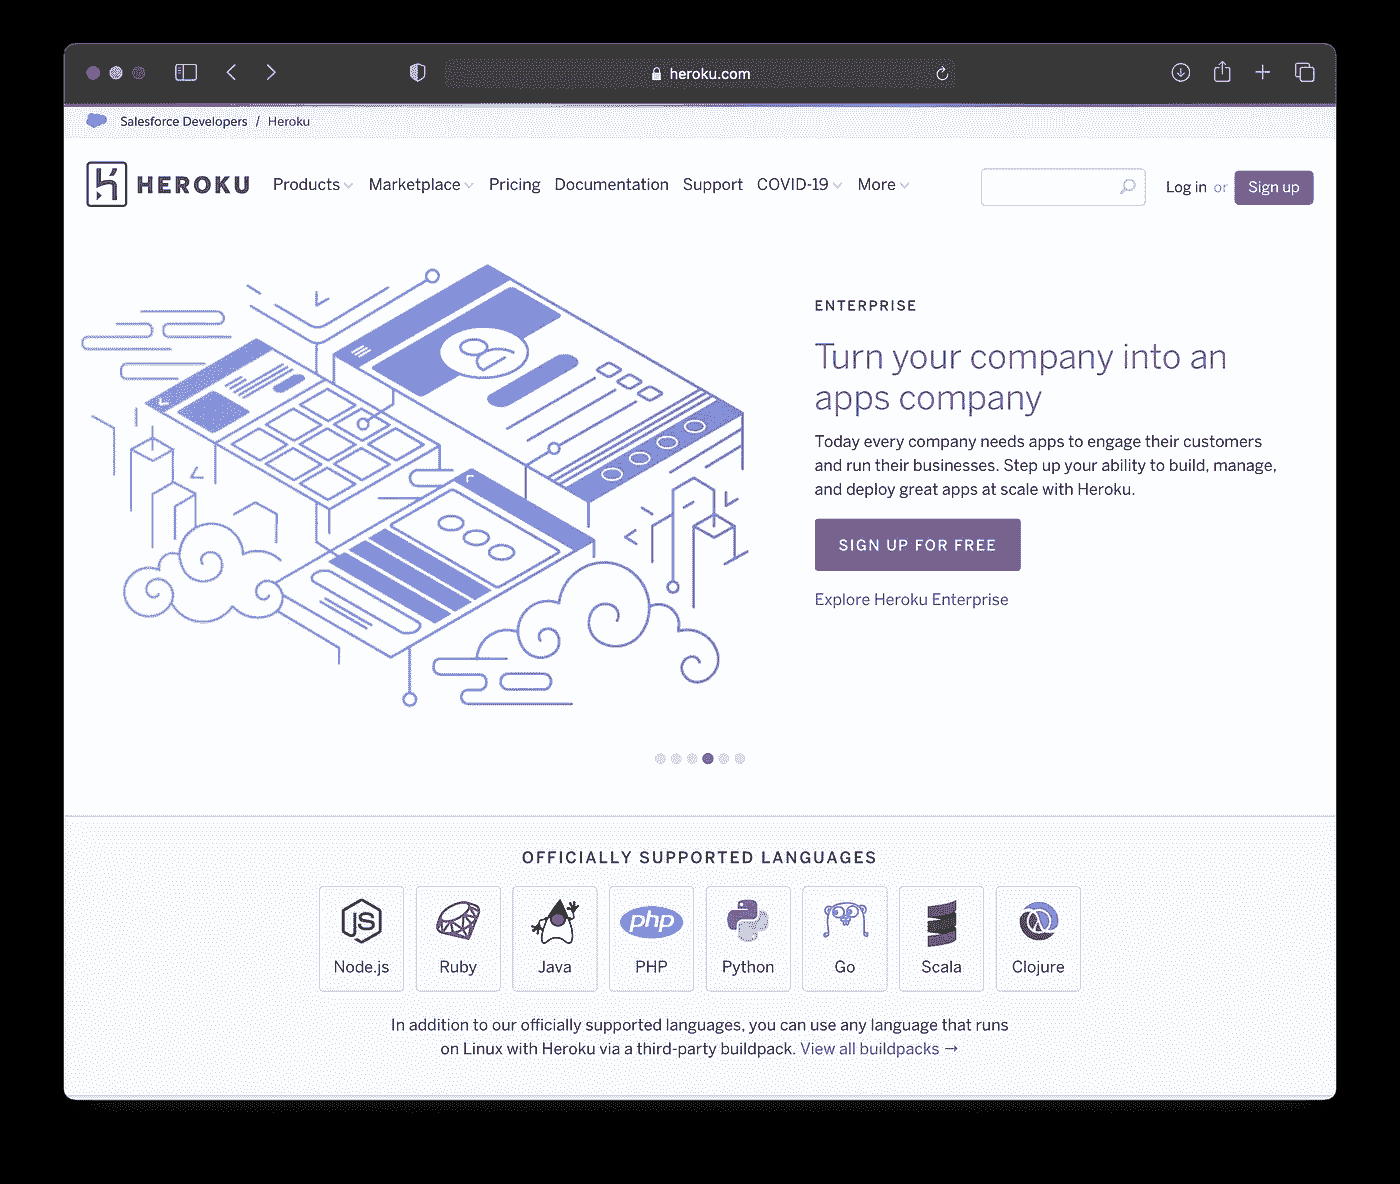 heroku.com
Salesforce Developers / Heroku
HEROKU
Products Marketplace Pricing Documentation Support COVID-19 More
Log in or Sign up
ENTERPRISE
Turn your company into an
apps company
Today every company needs apps to engage their customers
and run their businesses. Step up your ability to build, manage,
and deploy great apps at scale with Heroku.
SIGN UP FOR FREE
Explore Heroku Enterprise
OFFICIALLY SUPPORTED LANGUAGES
JS
php
Node.js Ruby Java PHP Python Go Scala Clojure
In addition to our officially supported languages, you can use any language that runs
on Linux with Heroku via a third-party buildpack. View all buildpacks →